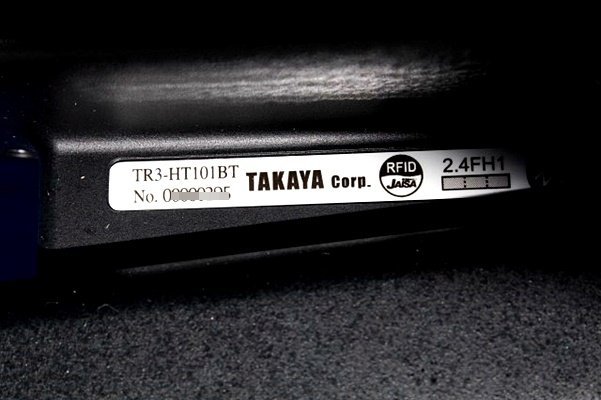 TR3-HT101BT
No.
TAKAYA Corp.
RFID
JAISA
2.4FH1